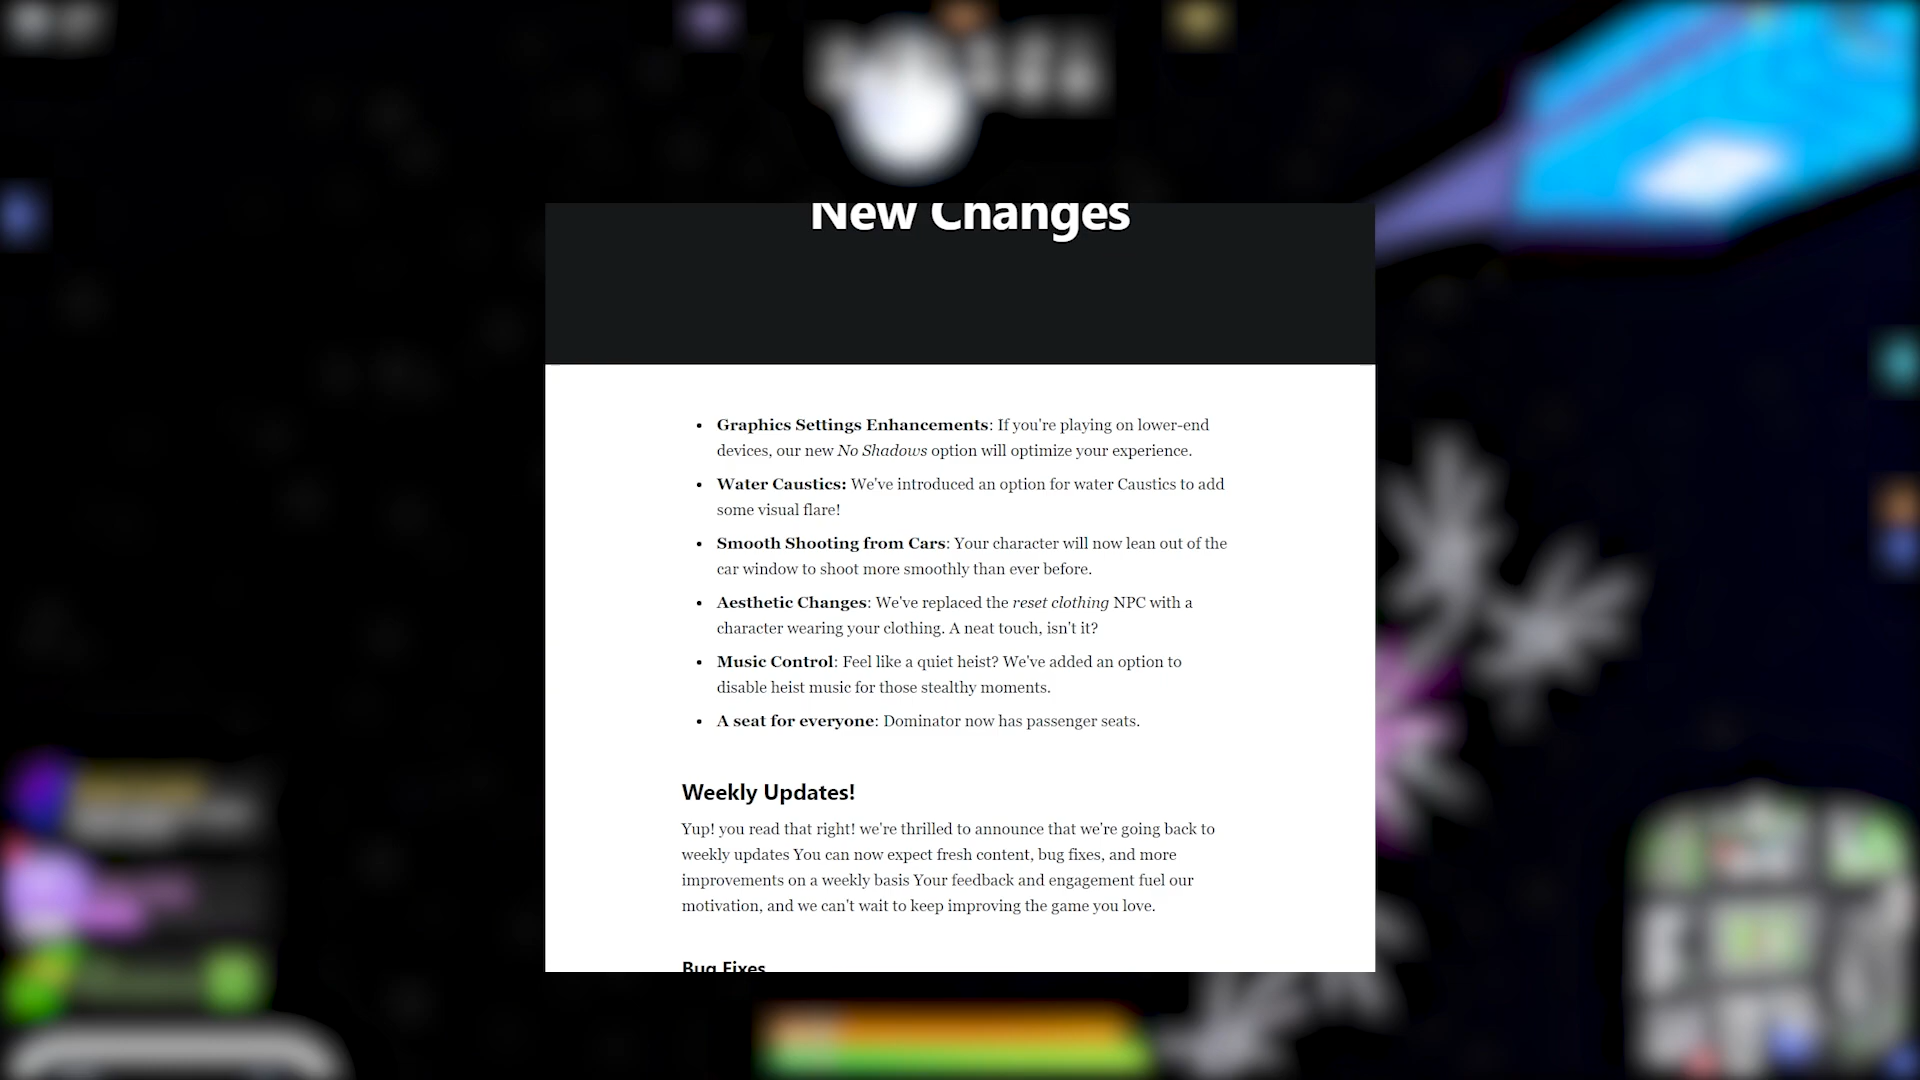 New Changes
• Graphics Settings Enhancements: If you're playing on lower-end
devices, our new No Shadows option will optimize your experience.
• Water Caustics: We've introduced an option for water Caustics to add
some visual flare!
• Smooth Shooting from Cars: Your character will now lean out of the
car window to shoot more smoothly than ever before.
• Aesthetic Changes: We've replaced the reset clothing NPC with a
character wearing your clothing. A neat touch, isn't it?
• Music Control: Feel like a quiet heist? We've added an option to
disable heist music for those stealthy moments.
• A seat for everyone: Dominator now has passenger seats.
Weekly Updates!
Yup! you read that right! we're thrilled to announce that we're going back to
weekly updates You can now expect fresh content, bug fixes, and more
improvements on a weekly basis Your feedback and engagement fuel our
motivation, and we can't wait to keep improving the game you love.
Bug Fixes